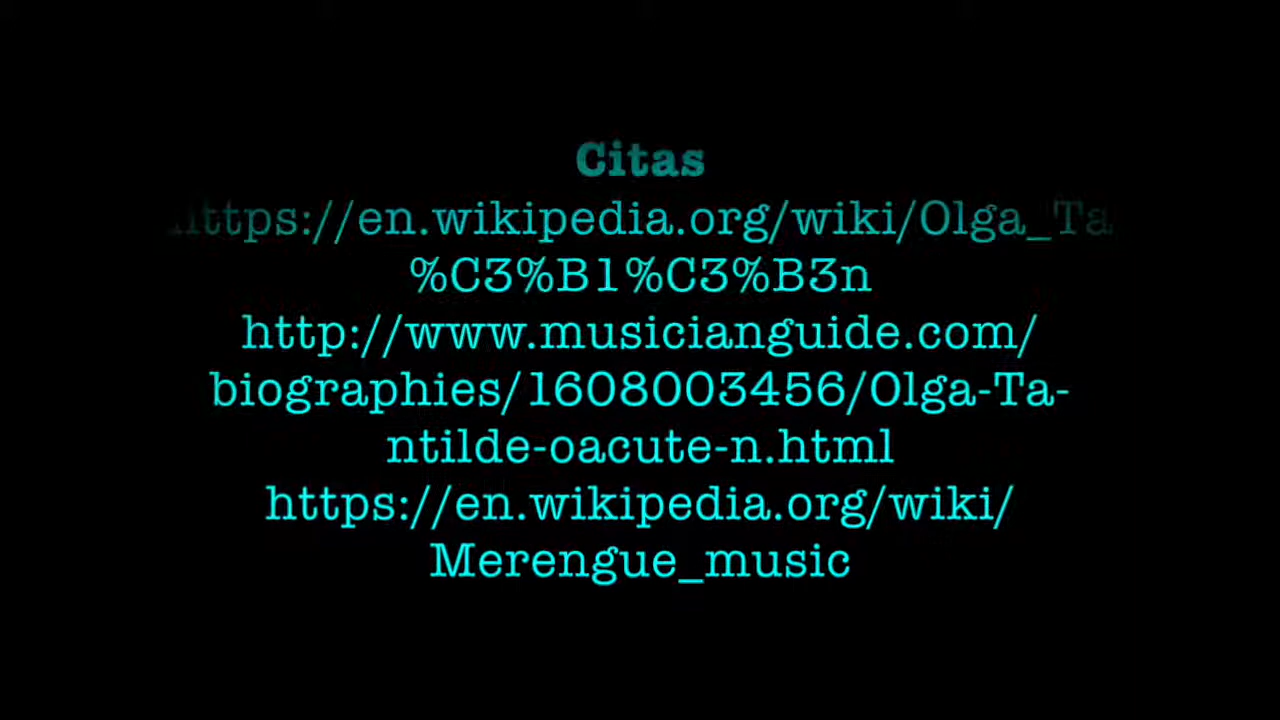 Citas
https://en.wikipedia.org/wiki/Olga_Ta
%C3%B1%C3%B3n
http://www.musicianguide.com/
biographies/1608003456/Olga-Ta-
ntilde-oacute-n.html
https://en.wikipedia.org/wiki/
Merengue_music